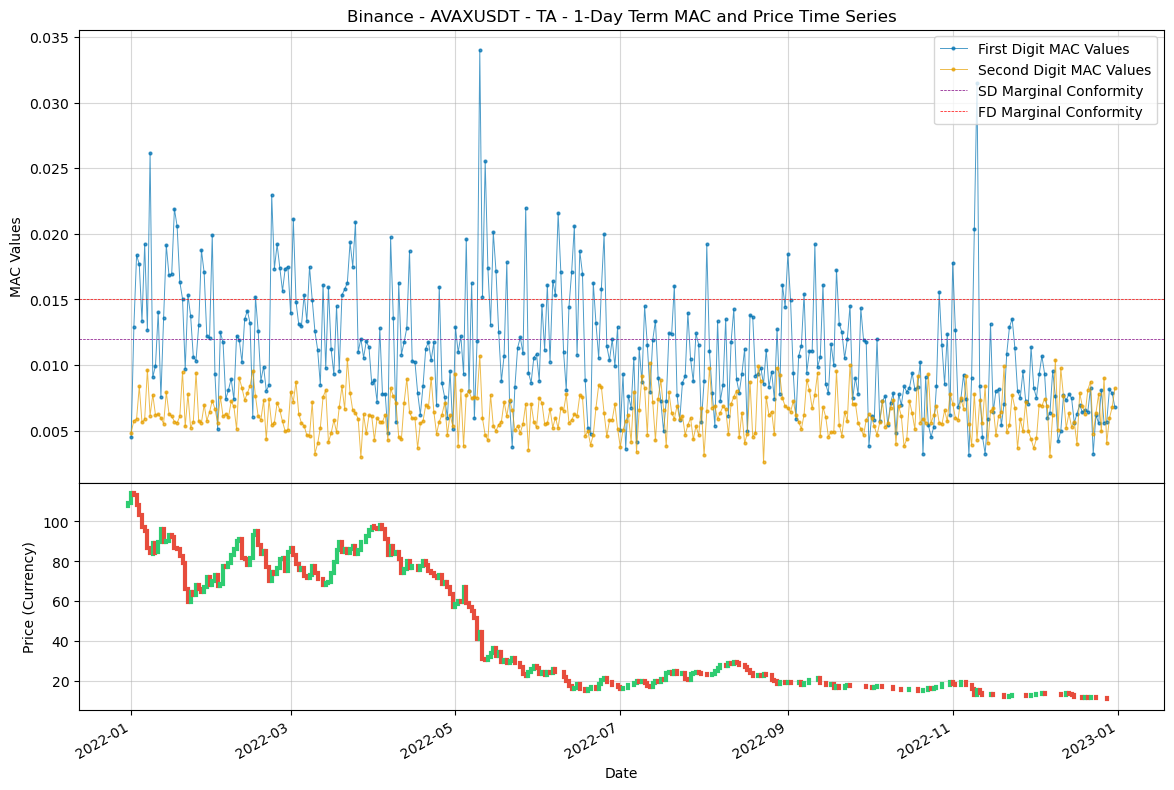 Binance - AVAXUSDT - TA - 1-Day Term MAC and Price Time Series
First Digit MAC Values
Second Digit MAC Values
SD Marginal Conformity
FD Marginal Conformity
MAC Values
0.035
0.030
0.025
0.020
0.015
0.010
0.005
Price (Currency)
100
80
60
40
20
2022-01
2022-03
2022-05
2022-07
2022-09
2022-11
2023-01
Date